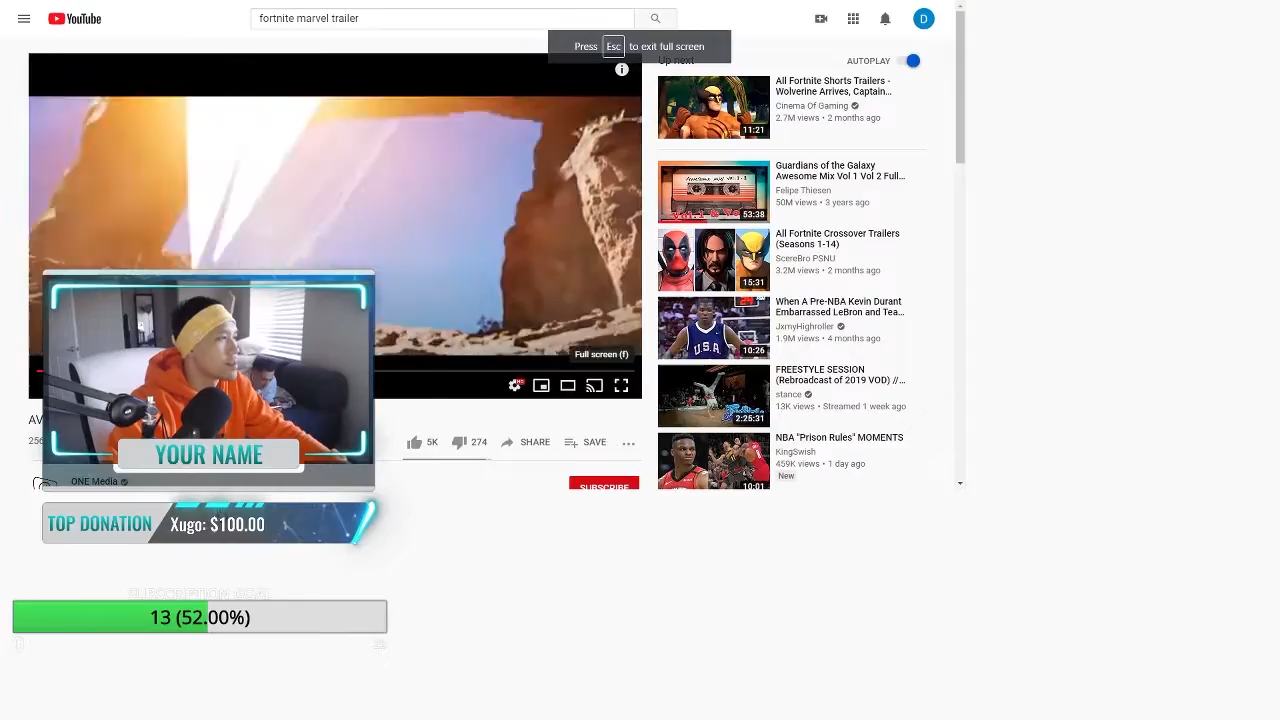 YouTube
fortnite marvel trailer
D
Press Esc to exit full screen
Up next
AUTOPLAY
All Fortnite Shorts Trailers -
Wolverine Arrives, Captain...
Cinema Of Gaming
2.7M views • 2 months ago
11:21
Guardians of the Galaxy
Awesome Mix Vol 1 Vol 2 Full...
Felipe Thiesen
50M views • 3 years ago
53:38
All Fortnite Crossover Trailers
(Seasons 1-14)
ScereBro PSNU
3.2M views • 2 months ago
15:31
When A Pre-NBA Kevin Durant
Embarrassed LeBron and Tea...
JxmyHighroller
1.9M views • 4 months ago
U.S.A
10:26
FREESTYLE SESSION
(Rebroadcast of 2019 VOD) //...
stance
13K views • Streamed 1 week ago
2:25:31
NBA "Prison Rules" MOMENTS
KingSwish
459K views • 1 day ago
New
10:01
Full screen (f)
HD
AV
5K
274
SHARE
SAVE
SUBSCRIBE
YOUR NAME
ONE Media
TOP DONATION
Xugo: $100.00
SUBSCRIPTION GOAL
13 (52.00%)